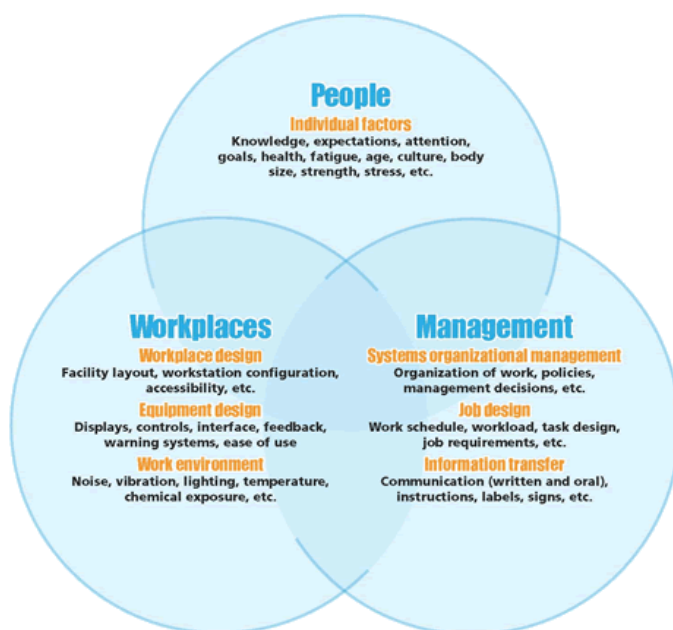 People
Individual factors
Knowledge, expectations, attention,
goals, health, fatigue, age, culture, body
size, strength, stress, etc.
Workplaces
Workplace design
Facility layout, workstation configuration,
accessibility, etc.
Equipment design
Displays, controls, interface, feedback,
warning systems, ease of use
Work environment
Noise, vibration, lighting, temperature,
chemical exposure, etc.
Management
Systems organizational management
Organization of work, policies,
management decisions, etc.
Job design
Work schedule, workload, task design,
job requirements, etc.
Information transfer
Communication (written and oral),
instructions, labels, signs, etc.